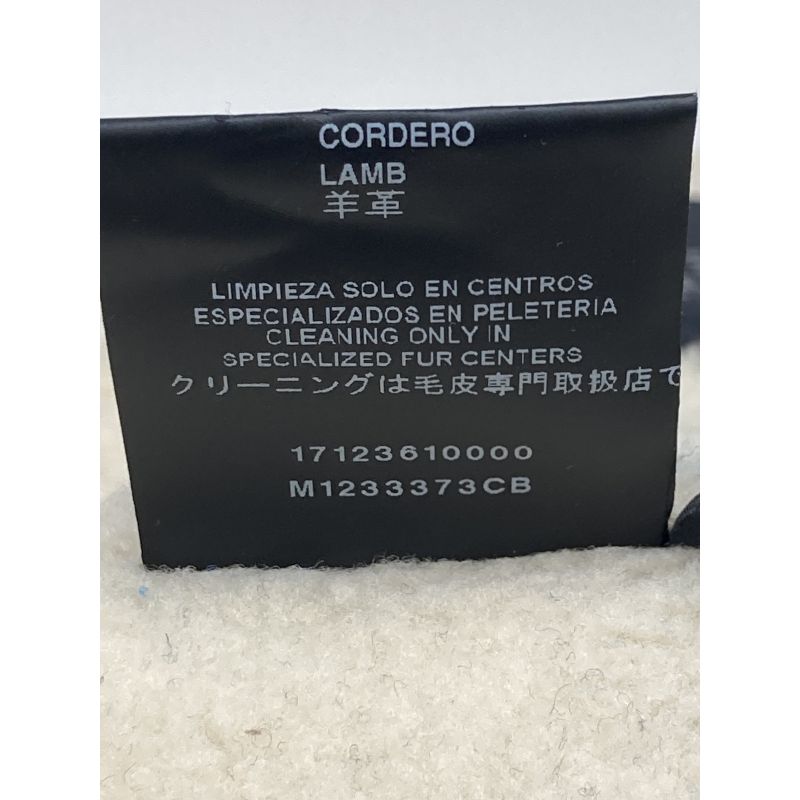 CORDERO
LAMB
羊革
LIMPIEZA SOLO EN CENTROS
ESPECIALIZADOS EN PELETERIA
CLEANING ONLY IN
SPECIALIZED FUR CENTERS
クリーニングは毛皮専門取扱店で
17123610000
M1233373CB